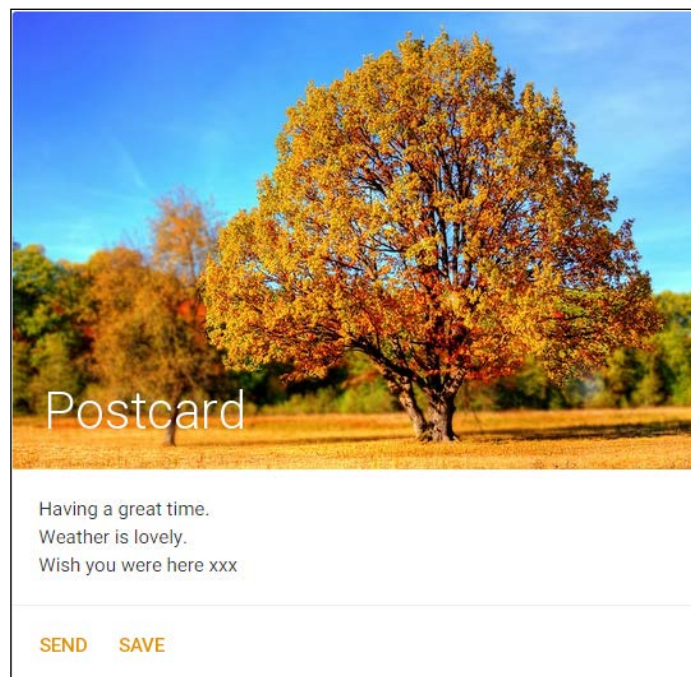 Postcard
Having a great time.
Weather is lovely.
Wish you were here xxx
SEND SAVE